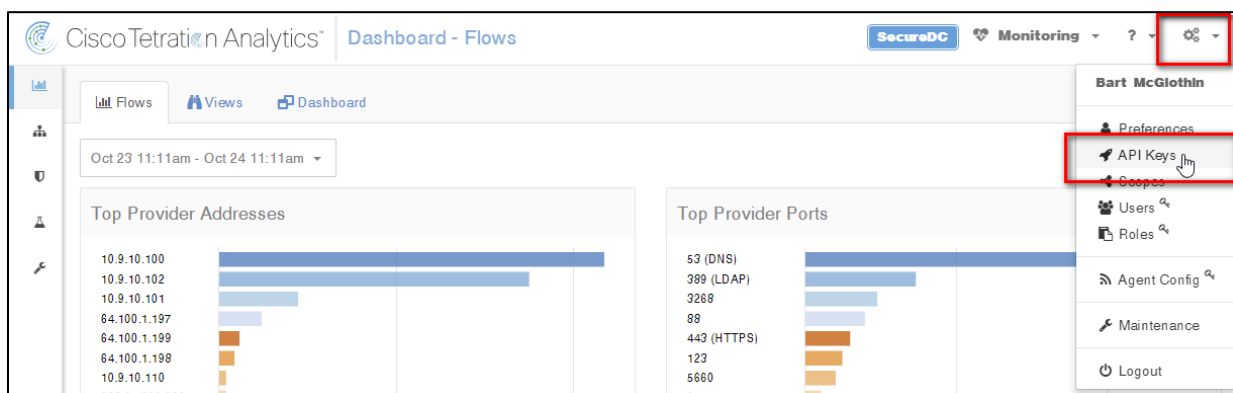 Cisco Tetration Analytics™ Dashboard - Flows SecureDC Monitoring ?
Flows Views Dashboard
Oct 23 11:11am - Oct 24 11:11am
Top Provider Addresses
10.9.10.100
10.9.10.102
10.9.10.101
64.100.1.197
64.100.1.199
64.100.1.198
10.9.10.110
Top Provider Ports
53 (DNS)
389 (LDAP)
3268
88
443 (HTTPS)
123
5660
Bart McGlothin
Preferences
API Keys
Scopes
Users
Roles
Agent Config
Maintenance
Logout